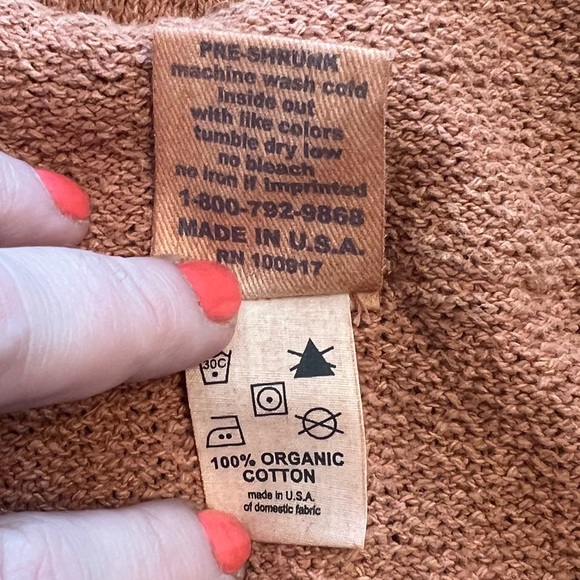 PRE-SHRUNK
machine wash cold
inside out
with like colors
tumble dry low
no bleach
no iron if imprinted
1-800-792-9868
MADE IN U.S.A.
RN 100917
30C
100% ORGANIC
COTTON
made in U.S.A.
of domestic fabric